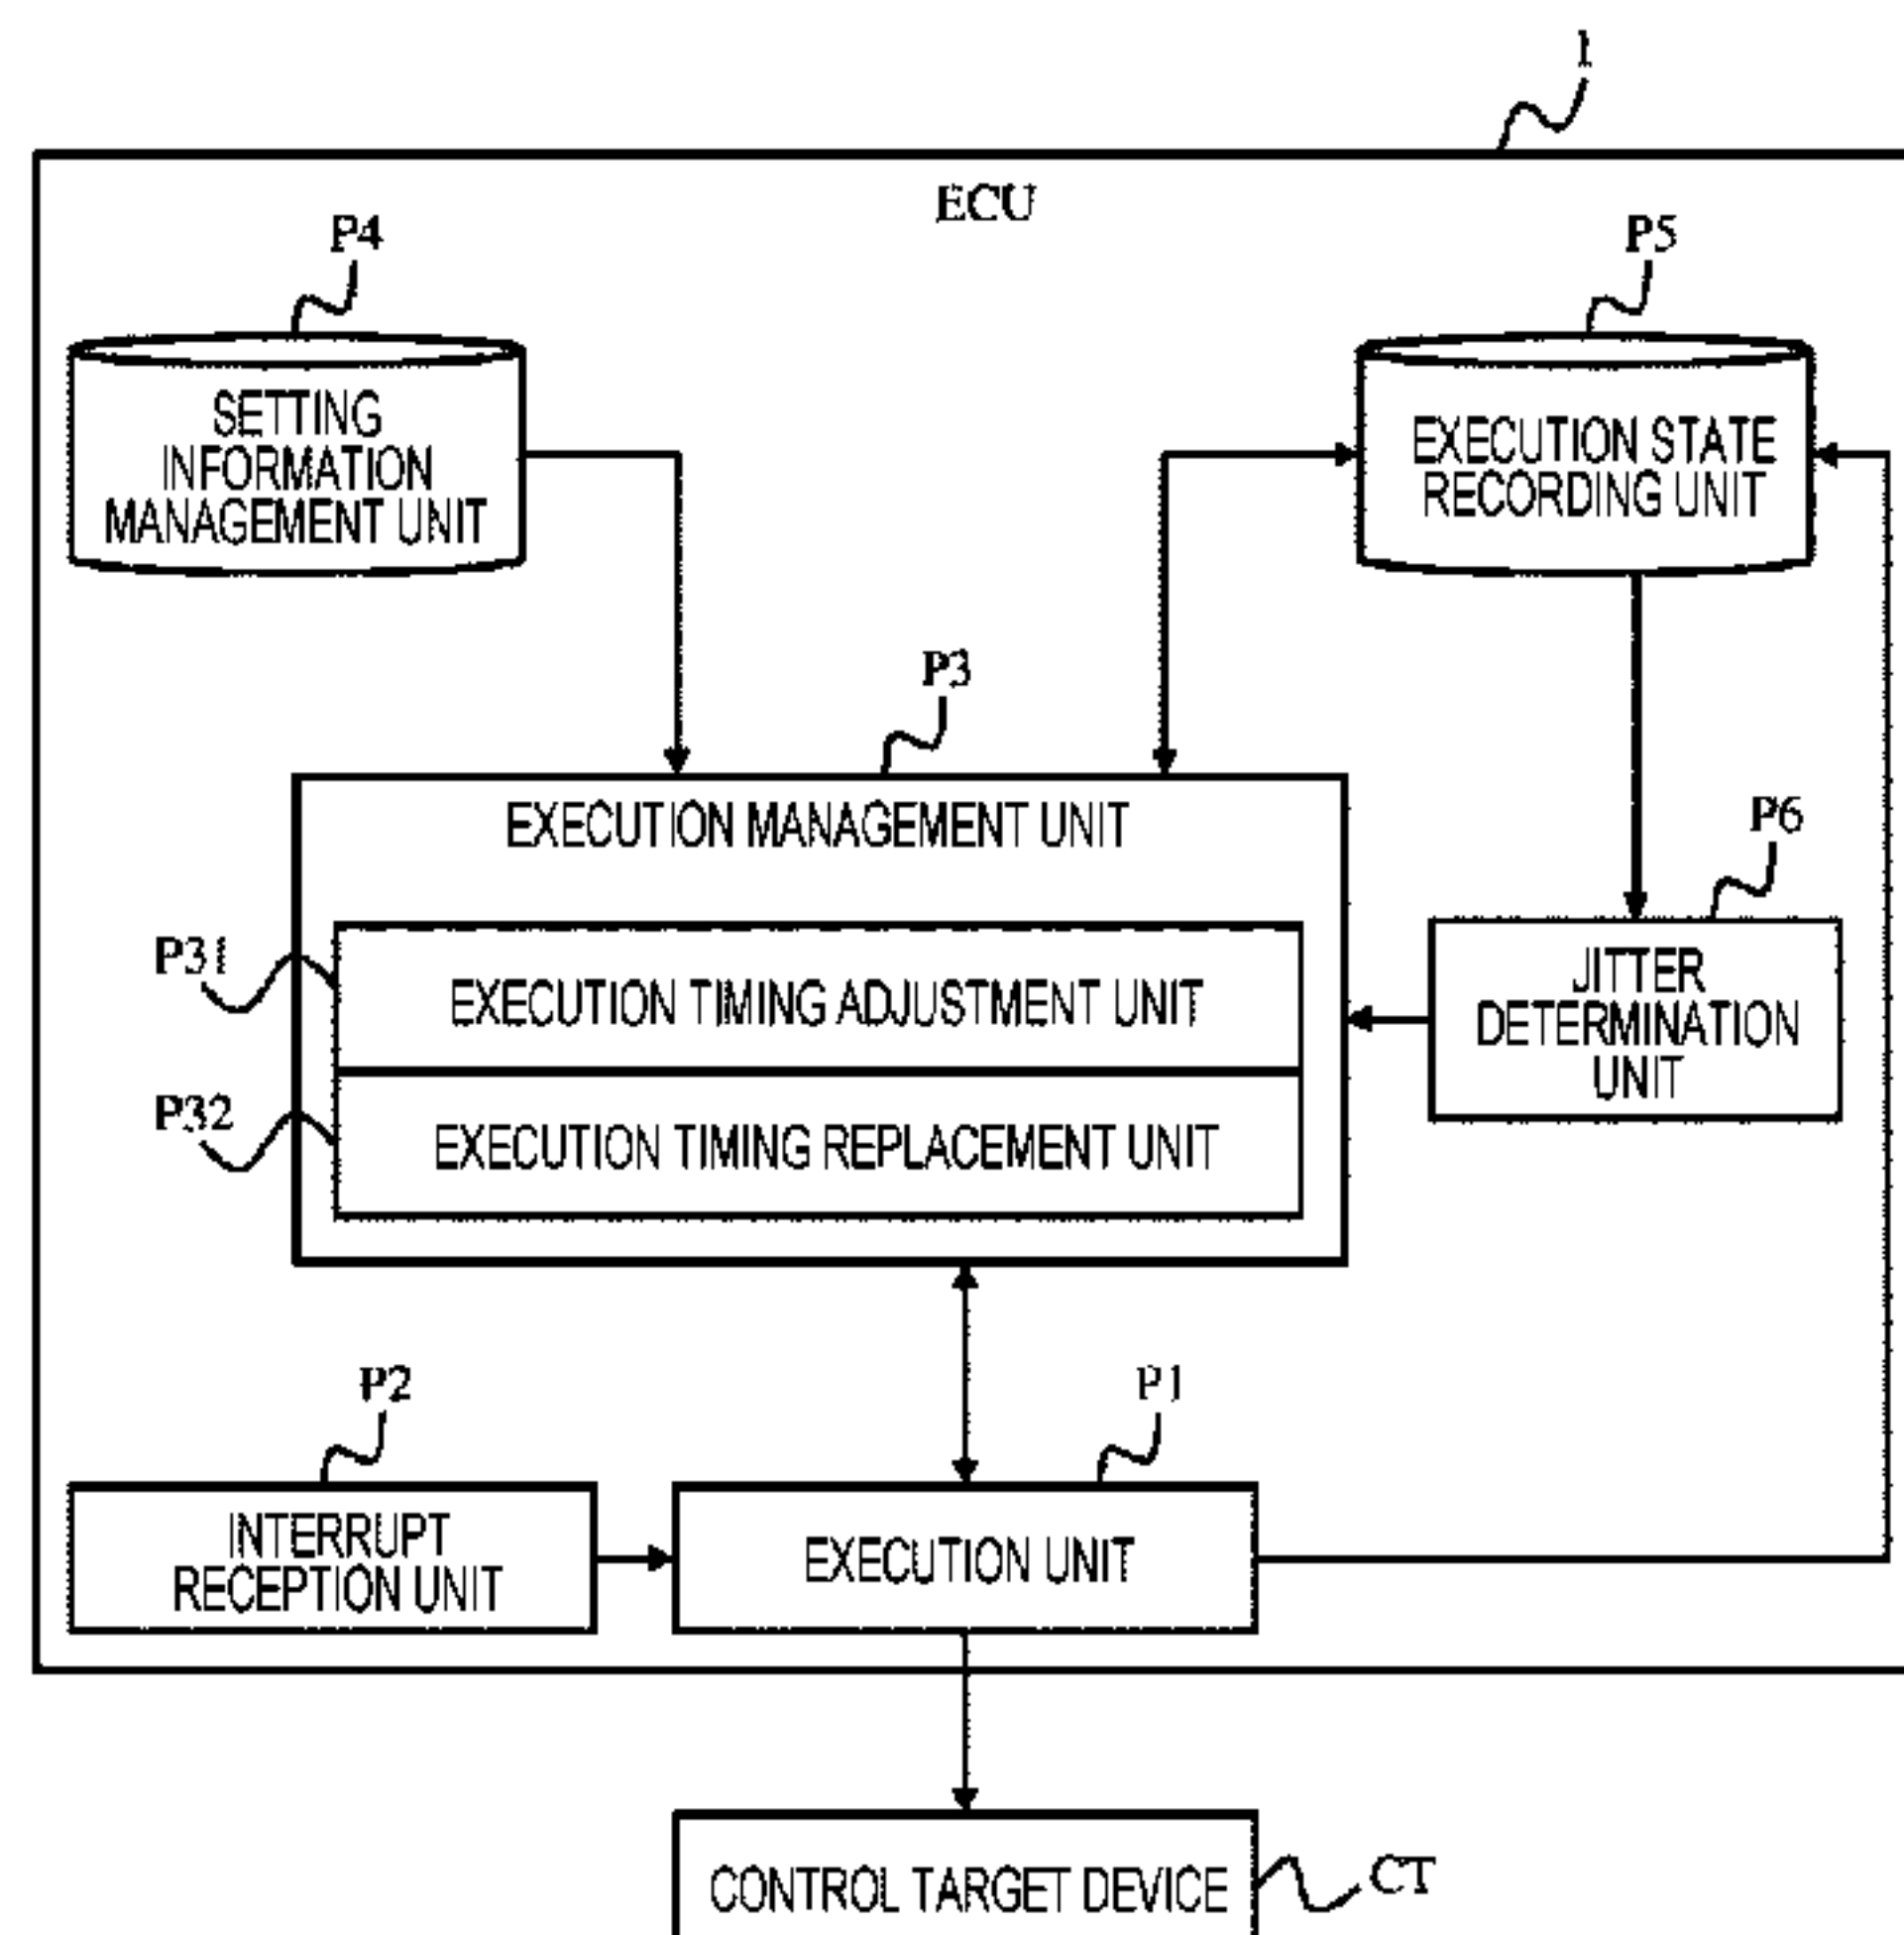 1
ECU
P4
P5
SETTING
INFORMATION
MANAGEMENT UNIT
EXECUTION STATE
RECORDING UNIT
P3
EXECUTION MANAGEMENT UNIT
P6
P31
EXECUTION TIMING ADJUSTMENT UNIT
JITTER
DETERMINATION
UNIT
P32
EXECUTION TIMING REPLACEMENT UNIT
P2
P1
INTERRUPT
RECEPTION UNIT
EXECUTION UNIT
CONTROL TARGET DEVICE
CT